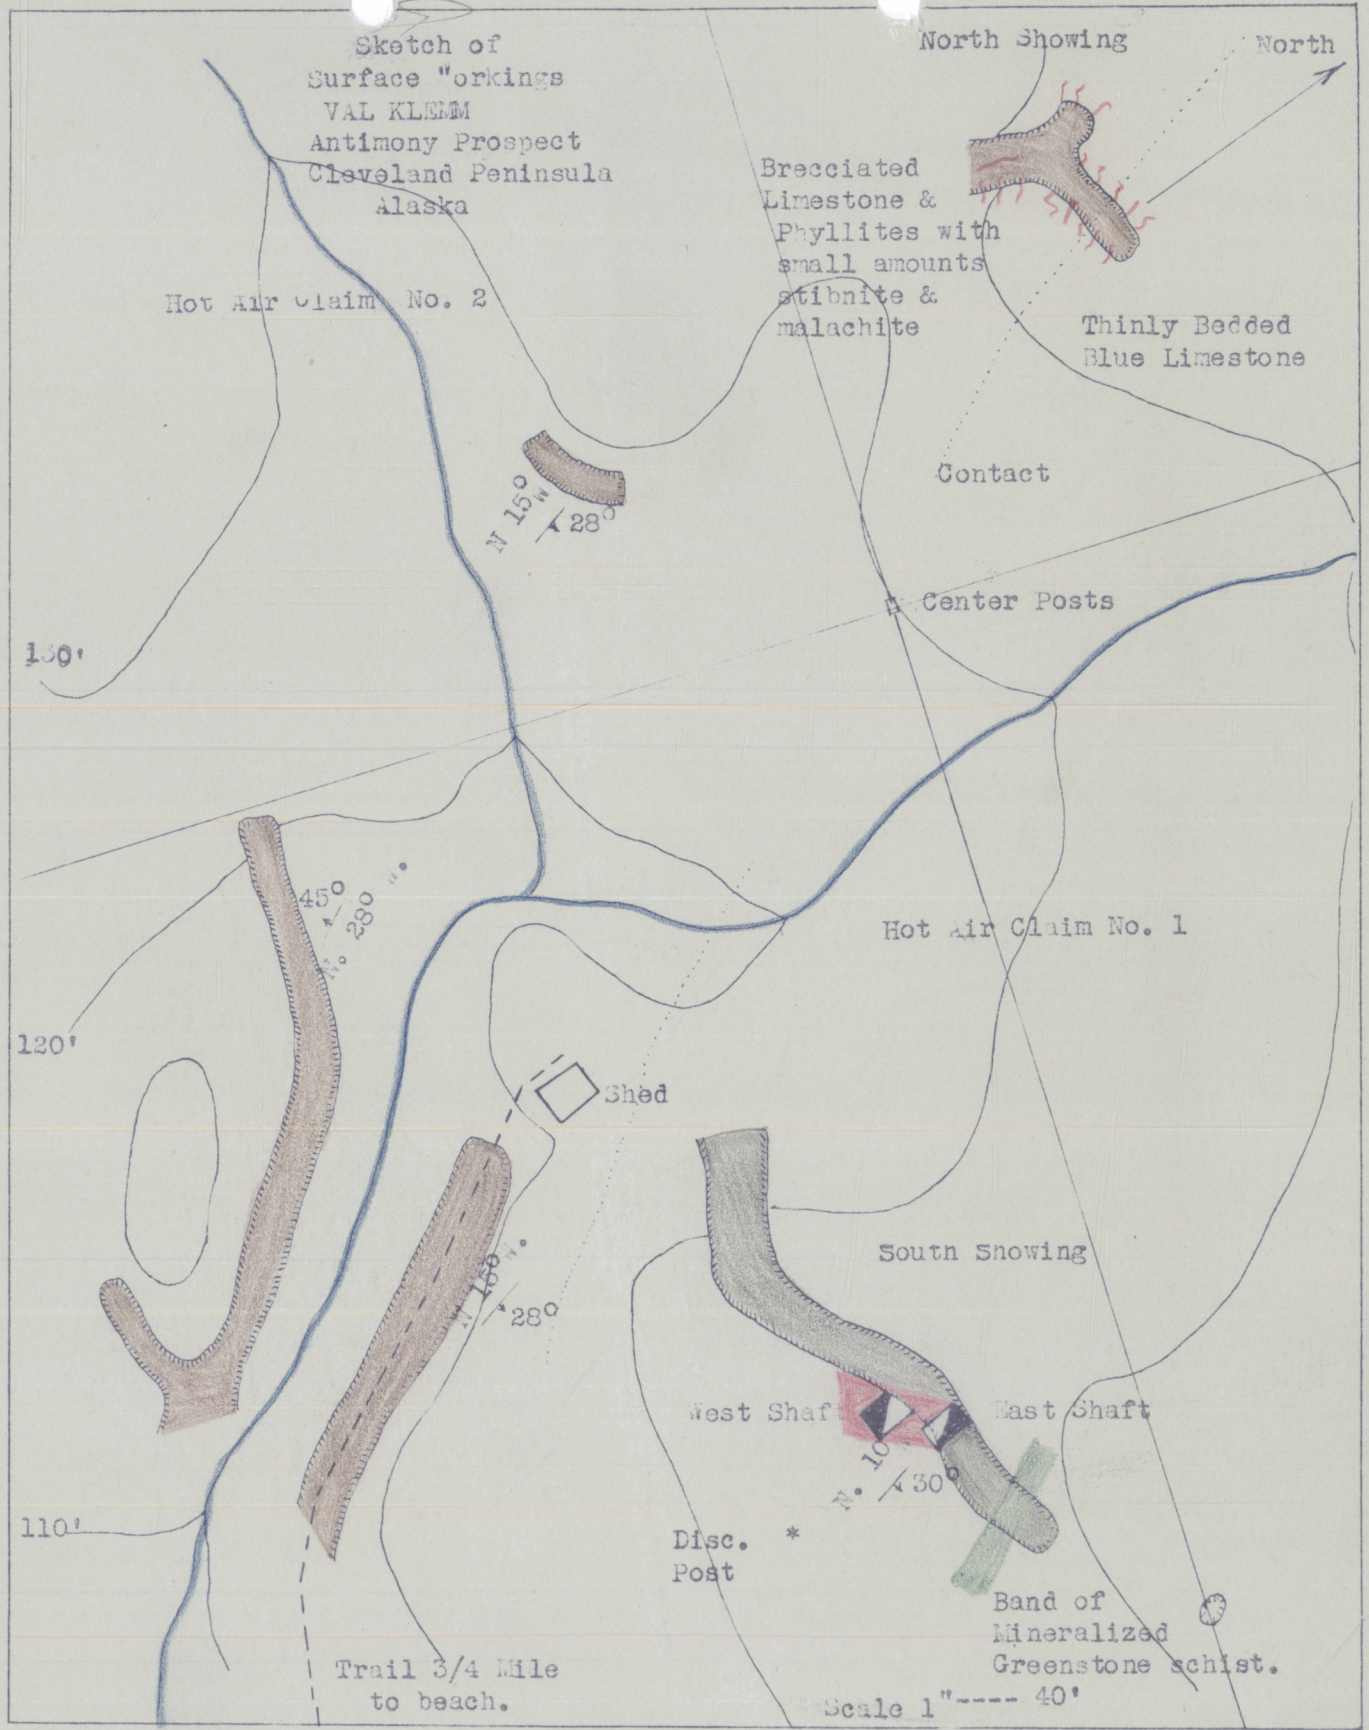 Sketch of
Surface "orkings
VAL KLEMM
Antimony Prospect
Cleveland Peninsula
Alaska
North Showing
North
Brecciated
Limestone &
Phyllites with
small amounts
stibnite &
malachite
Hot Air Claim No. 2
Thinly Bedded
Blue Limestone
N 15° W
28°
Contact
Center Posts
130'
45°
N. 28° W.
Hot Air Claim No. 1
120'
Shed
N 15° W.
28°
South Showing
West Shaft
East Shaft
N. 10°
30°
110'
Disc. *
Post
Band of
Mineralized
Greenstone schist.
Trail 3/4 Mile
to beach.
Scale 1"---- 40'